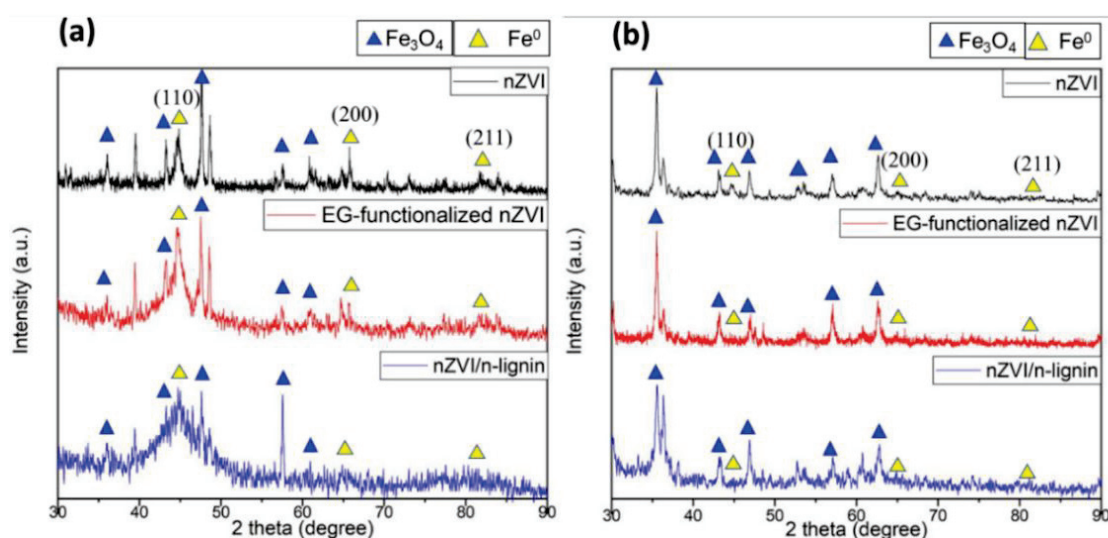 (a)
Fe₃O₄
Fe⁰
nZVI
(110)
(200)
(211)
EG-functionalized nZVI
nZVI/n-lignin
Intensity (a.u.)
30 40 50 60 70 80 90
2 theta (degree)
(b)
Fe₃O₄
Fe⁰
nZVI
(110)
(200)
(211)
EG-functionalized nZVI
nZVI/n-lignin
Intensity (a.u.)
30 40 50 60 70 80 90
2 theta (degree)